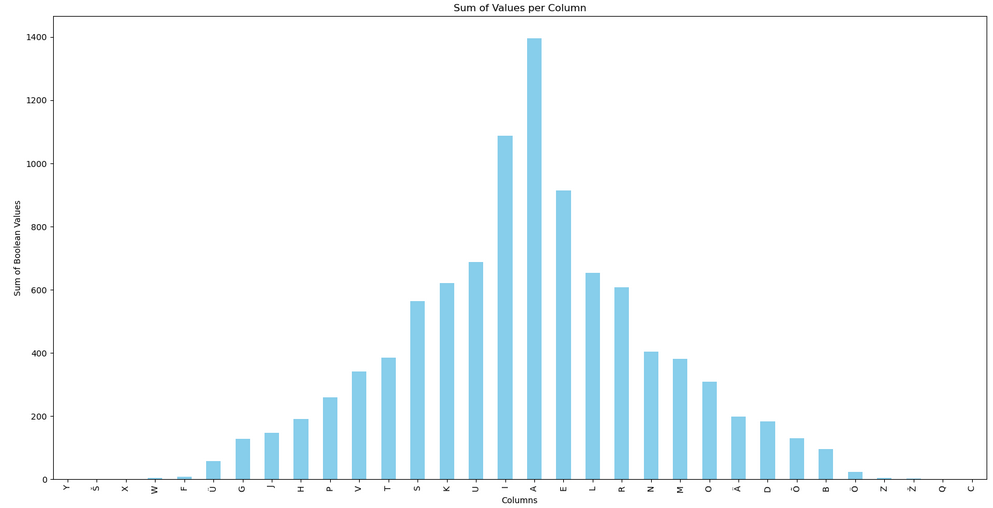 Sum of Values per Column
Sum of Boolean Values
1400
1200
1000
800
600
400
200
0
Y Š X W F Ü G J H P V T S K U I A E L R N M O Ä D Õ B Ö Z Ž Q C
Columns